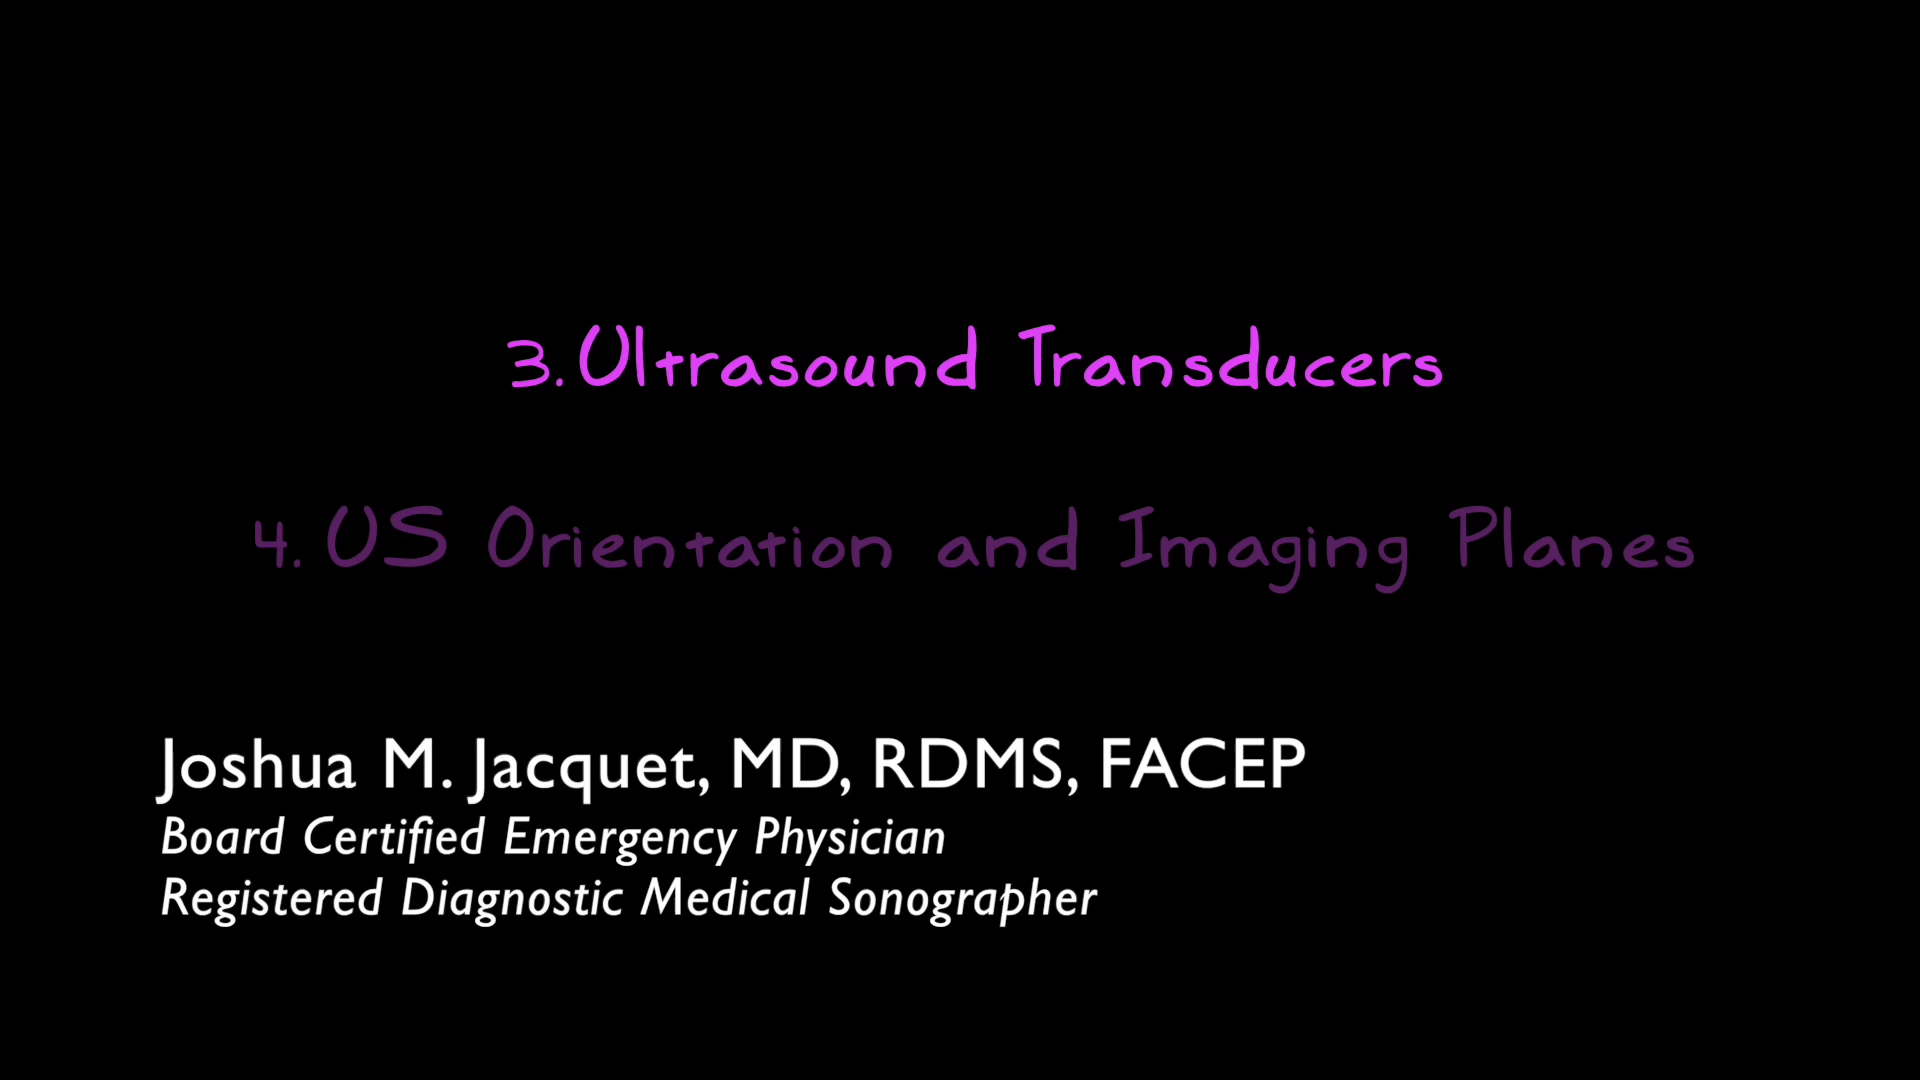 3. Ultrasound Transducers
4. US Orientation and Imaging Planes
Joshua M. Jacquet, MD, RDMS, FACEP
Board Certified Emergency Physician
Registered Diagnostic Medical Sonographer